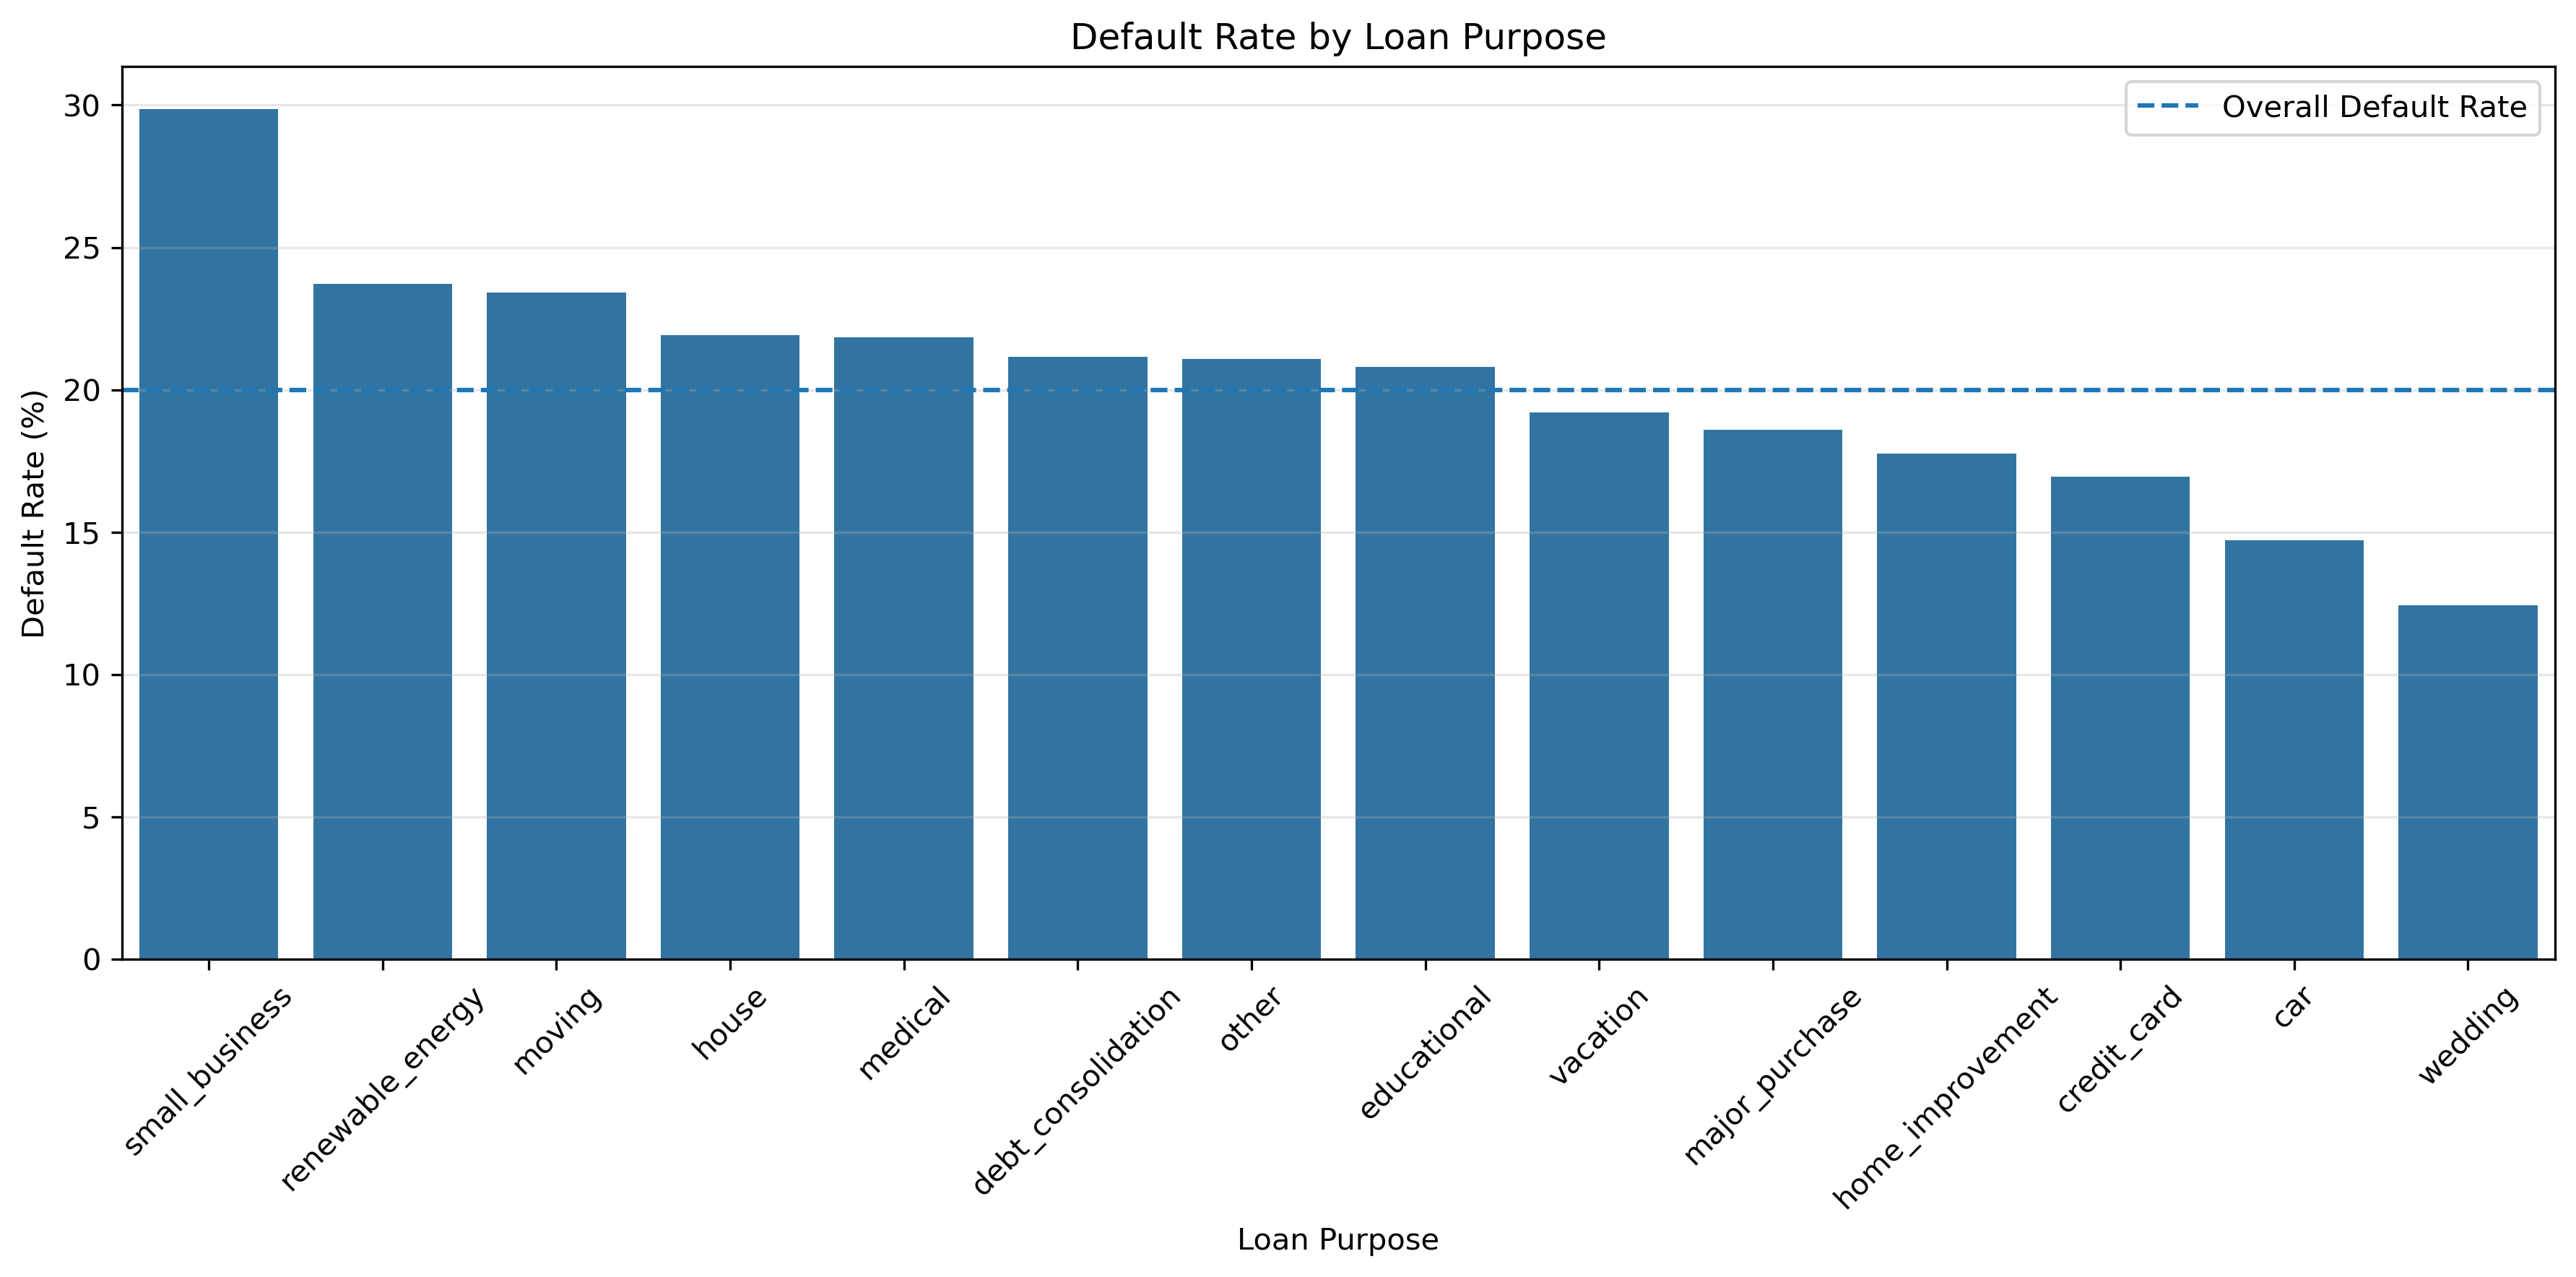 Default Rate by Loan Purpose
Overall Default Rate
Default Rate (%)
30
25
20
15
10
5
0
small_business
renewable_energy
moving
house
medical
debt_consolidation
other
educational
vacation
major_purchase
home_improvement
credit_card
car
wedding
Loan Purpose